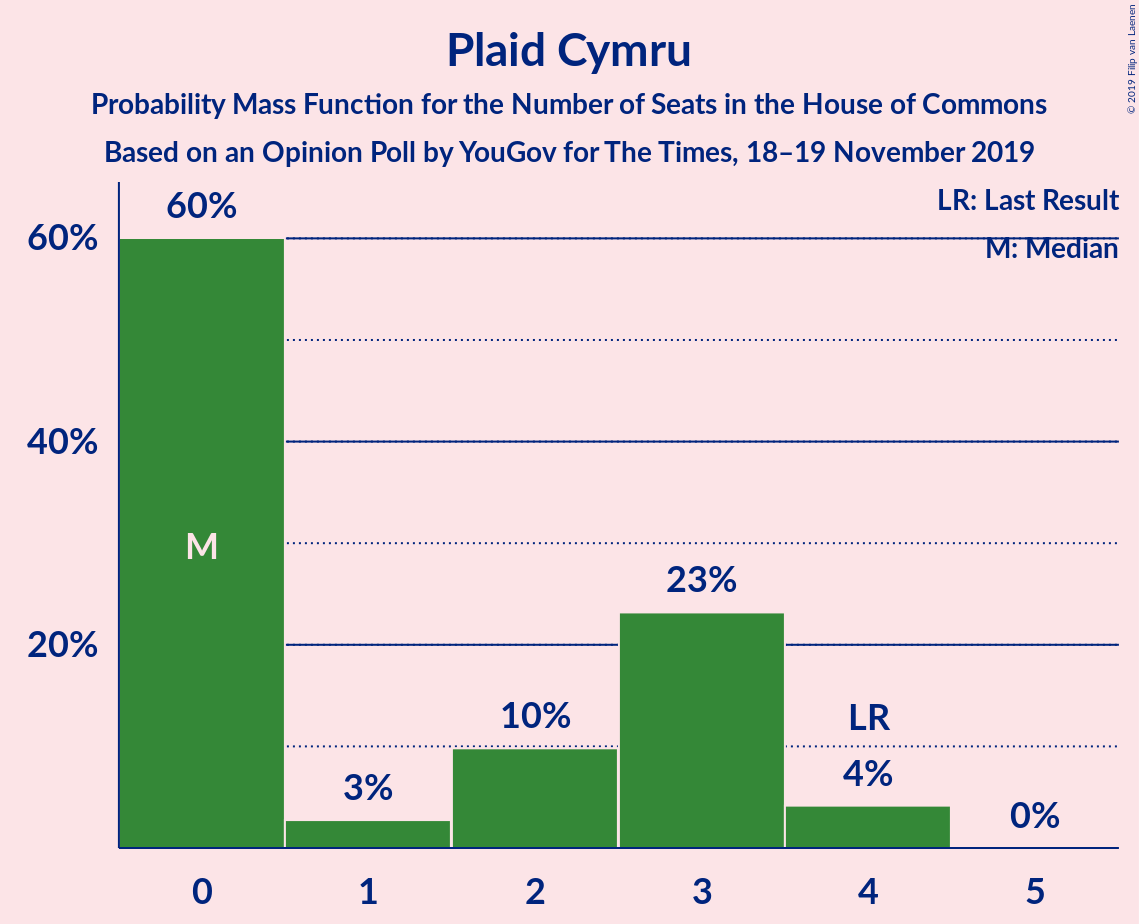 Plaid Cymru
Probability Mass Function for the Number of Seats in the House of Commons
Based on an Opinion Poll by YouGov for The Times, 18–19 November 2019
© 2019 Filip van Laenen
LR: Last Result
M: Median
60%
40%
20%
60%
M
3%
10%
23%
LR
4%
0%
0 1 2 3 4 5